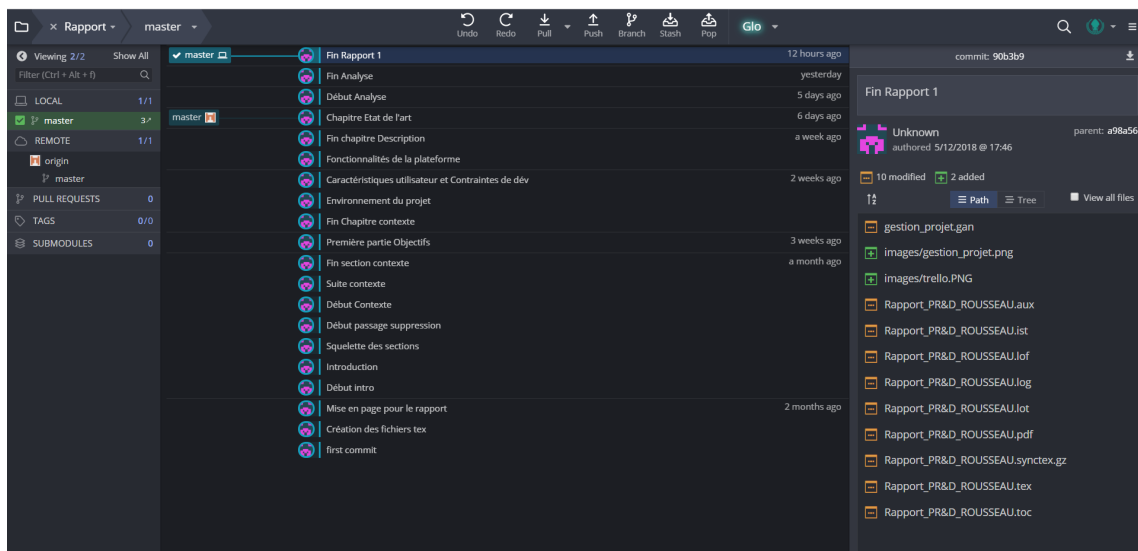 Rapport
master
Undo
Redo
Pull
Push
Branch
Stash
Pop
Glo
Viewing 2/2 Show All
Filter (Ctrl + Alt + f)
LOCAL 1/1
master 3
REMOTE 1/1
origin
master
PULL REQUESTS 0
TAGS 0/0
SUBMODULES 0
master Fin Rapport 1 12 hours ago
Fin Analyse yesterday
Début Analyse 5 days ago
master Chapitre Etat de l'art 6 days ago
Fin chapitre Description a week ago
Fonctionnalités de la plateforme
Caractéristiques utilisateur et Contraintes de dév 2 weeks ago
Environnement du projet
Fin Chapitre contexte
Première partie Objectifs 3 weeks ago
Fin section contexte a month ago
Suite contexte
Début Contexte
Début passage suppression
Squelette des sections
Introduction
Début intro
Mise en page pour le rapport 2 months ago
Création des fichiers tex
first commit
commit: 90b3b9
Fin Rapport 1
Unknown parent: a98a56
authored 5/12/2018 @ 17:46
10 modified 2 added
Path Tree View all files
gestion_projet.gan
images/gestion_projet.png
images/trello.PNG
Rapport_PR&D_ROUSSEAU.aux
Rapport_PR&D_ROUSSEAU.ist
Rapport_PR&D_ROUSSEAU.lof
Rapport_PR&D_ROUSSEAU.log
Rapport_PR&D_ROUSSEAU.lot
Rapport_PR&D_ROUSSEAU.pdf
Rapport_PR&D_ROUSSEAU.synctex.gz
Rapport_PR&D_ROUSSEAU.tex
Rapport_PR&D_ROUSSEAU.toc